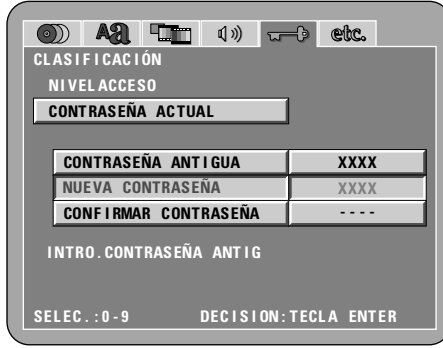 Aa etc.
CLASIFICACIÓN
NIVELACCESO
CONTRASEÑA ACTUAL
CONTRASEÑA ANTIGUA XXXX
NUEVA CONTRASEÑA XXXX
CONFIRMAR CONTRASEÑA ----
INTRO.CONTRASEÑA ANTIG
SELEC.:0-9 DECISION:TECLA ENTER